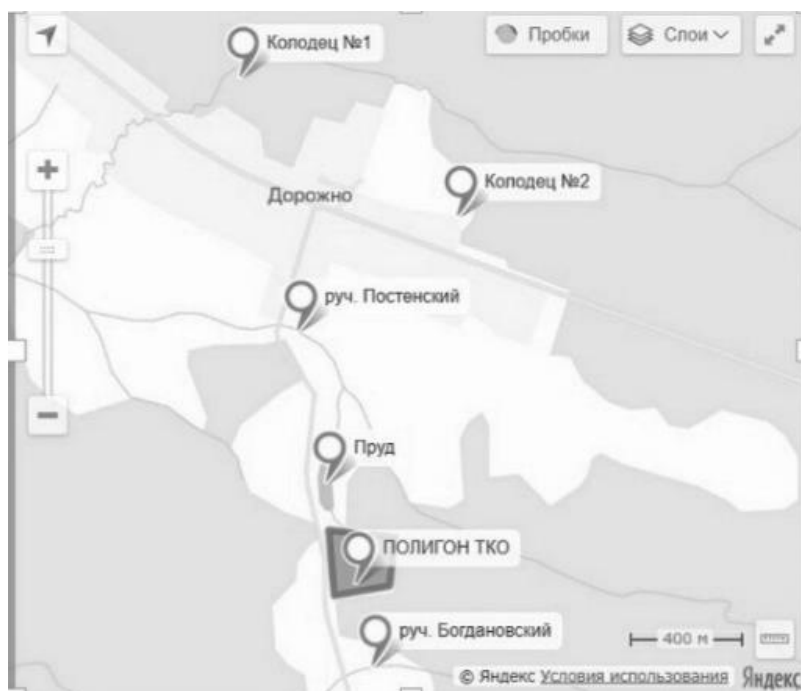 Колодец №1
Пробки
Слои
Колодец №2
Дорожно
руч. Постенский
Пруд
ПОЛИГОН ТКО
руч. Богдановский
400 м
© Яндекс Условия использования Яндекс